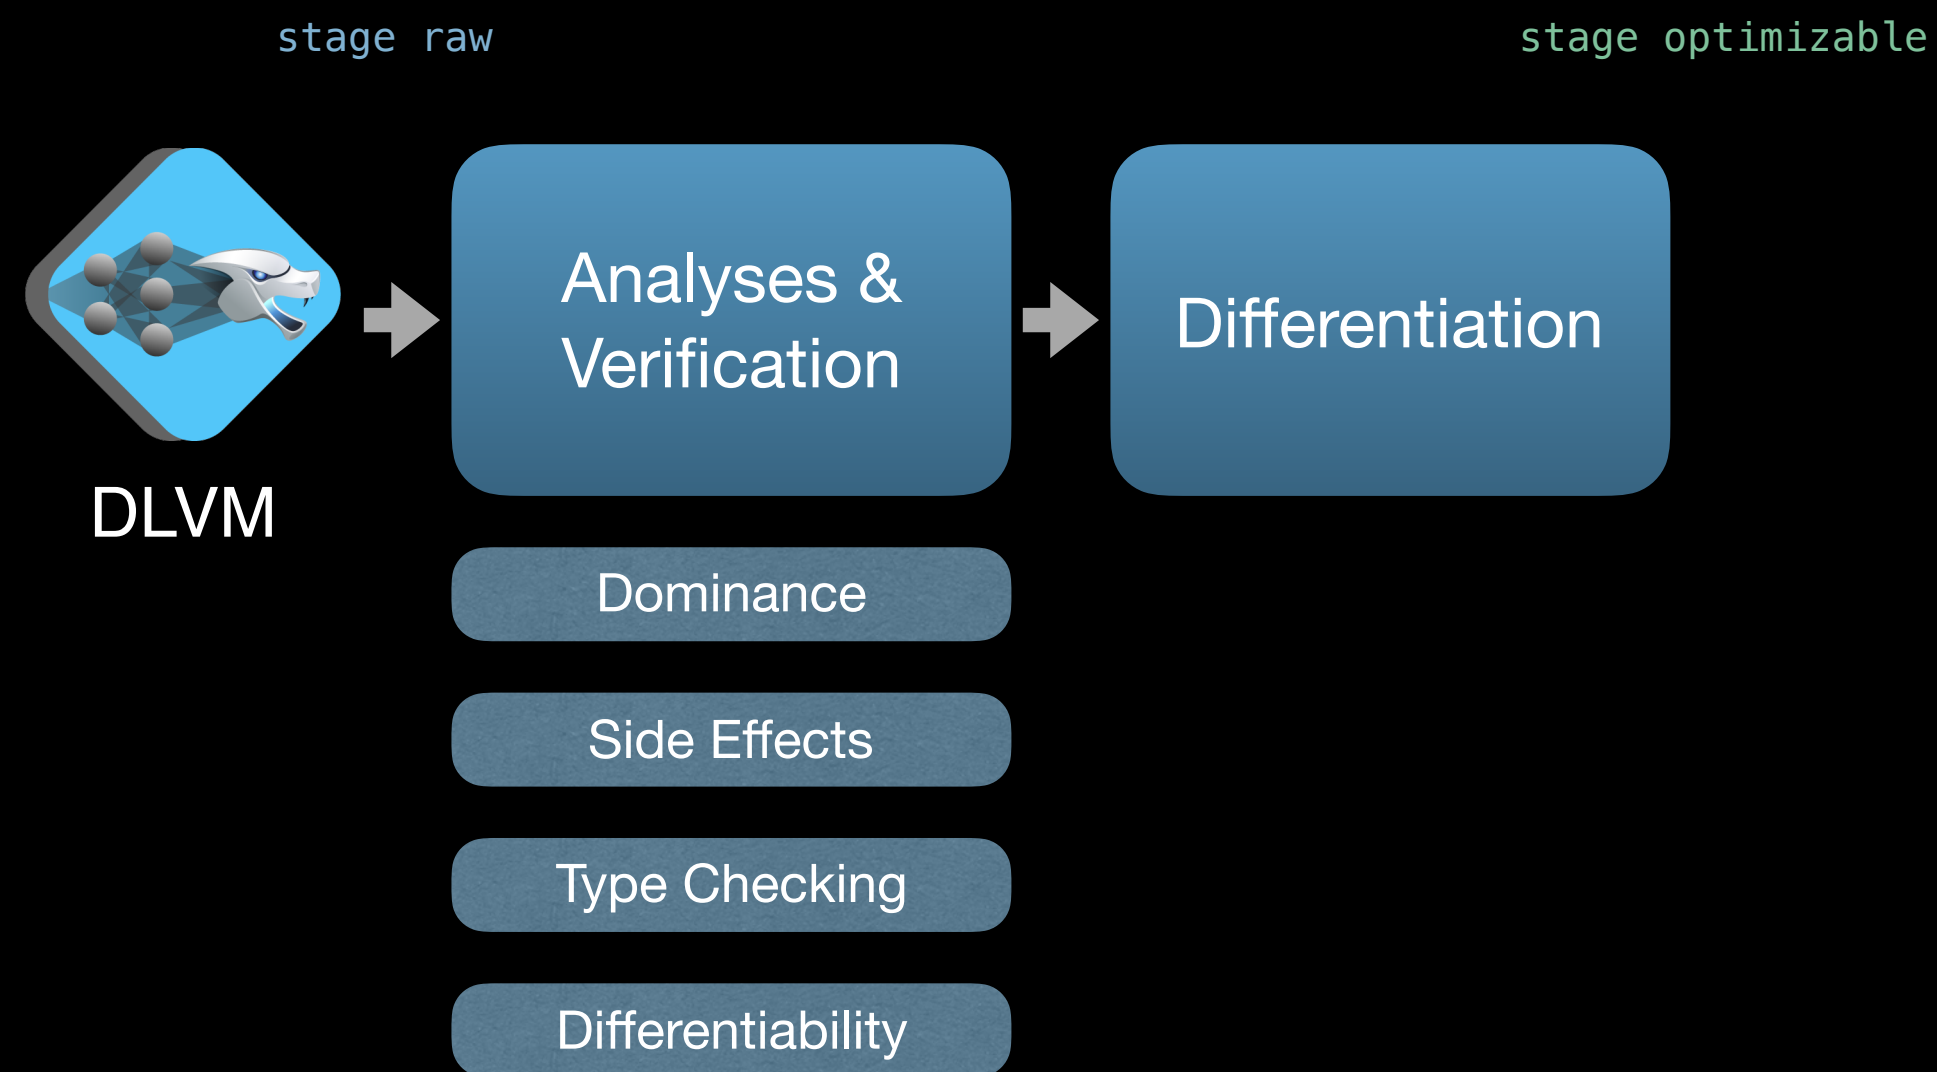 stage raw
stage optimizable
DLVM
Analyses &
Verification
Differentiation
Dominance
Side Effects
Type Checking
Differentiability